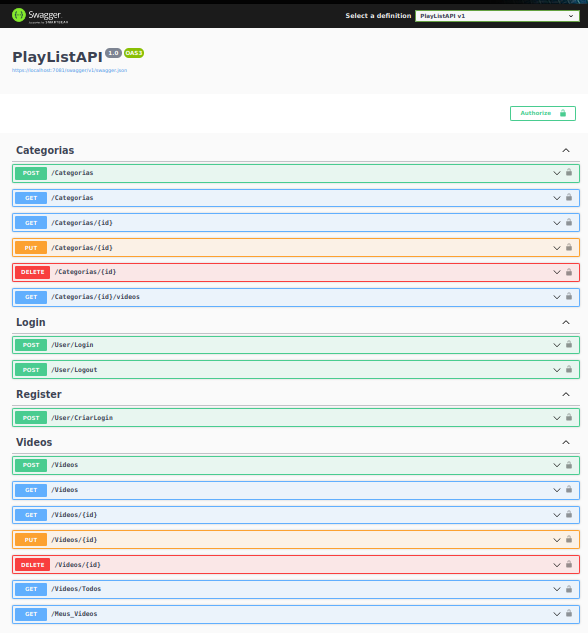 Swagger
Supported by SMARTBEAR
Select a definition
PlayListAPI v1
PlayListAPI 1.0 OAS3
https://localhost:7081/swagger/v1/swagger.json
Authorize
Categorias
POST /Categorias
GET /Categorias
GET /Categorias/{id}
PUT /Categorias/{id}
DELETE /Categorias/{id}
GET /Categorias/{id}/videos
Login
POST /User/Login
POST /User/Logout
Register
POST /User/CriarLogin
Videos
POST /Videos
GET /Videos
GET /Videos/{id}
PUT /Videos/{id}
DELETE /Videos/{id}
GET /Videos/Todos
GET /Meus_Videos